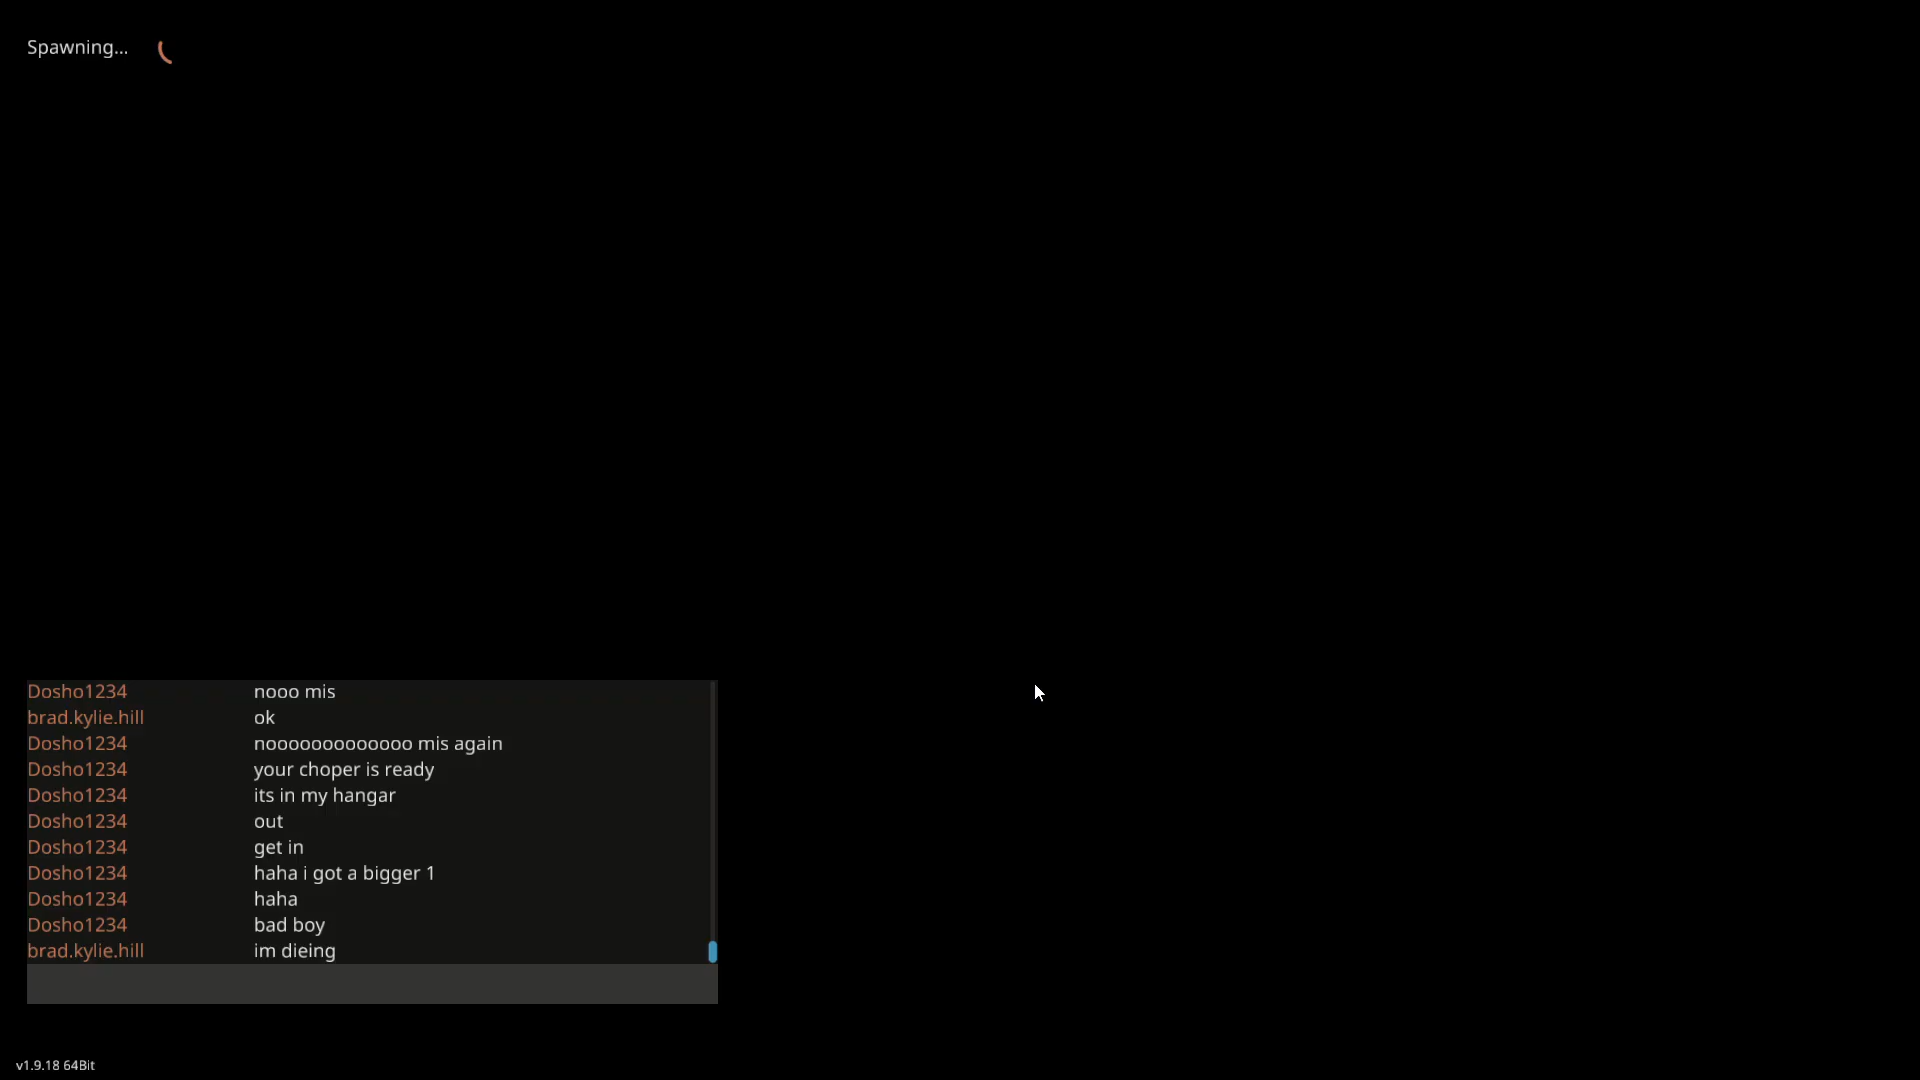 Spawning...
Dosho1234 nooo mis
brad.kylie.hill ok
Dosho1234 nooooooooooooo mis again
Dosho1234 your choper is ready
Dosho1234 its in my hangar
Dosho1234 out
Dosho1234 get in
Dosho1234 haha i got a bigger 1
Dosho1234 haha
Dosho1234 bad boy
brad.kylie.hill im dieing
v1.9.18 64Bit